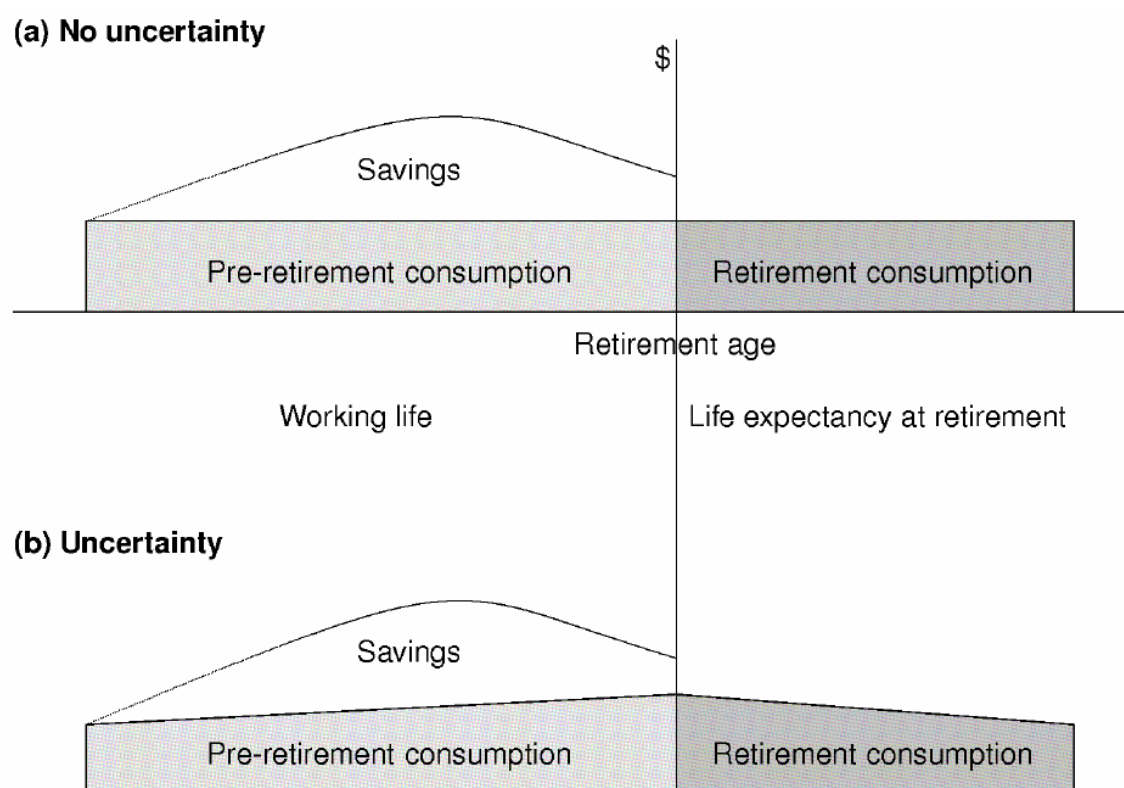 (a) No uncertainty
$
Savings
Pre-retirement consumption
Retirement consumption
Retirement age
Working life
Life expectancy at retirement
(b) Uncertainty
Savings
Pre-retirement consumption
Retirement consumption